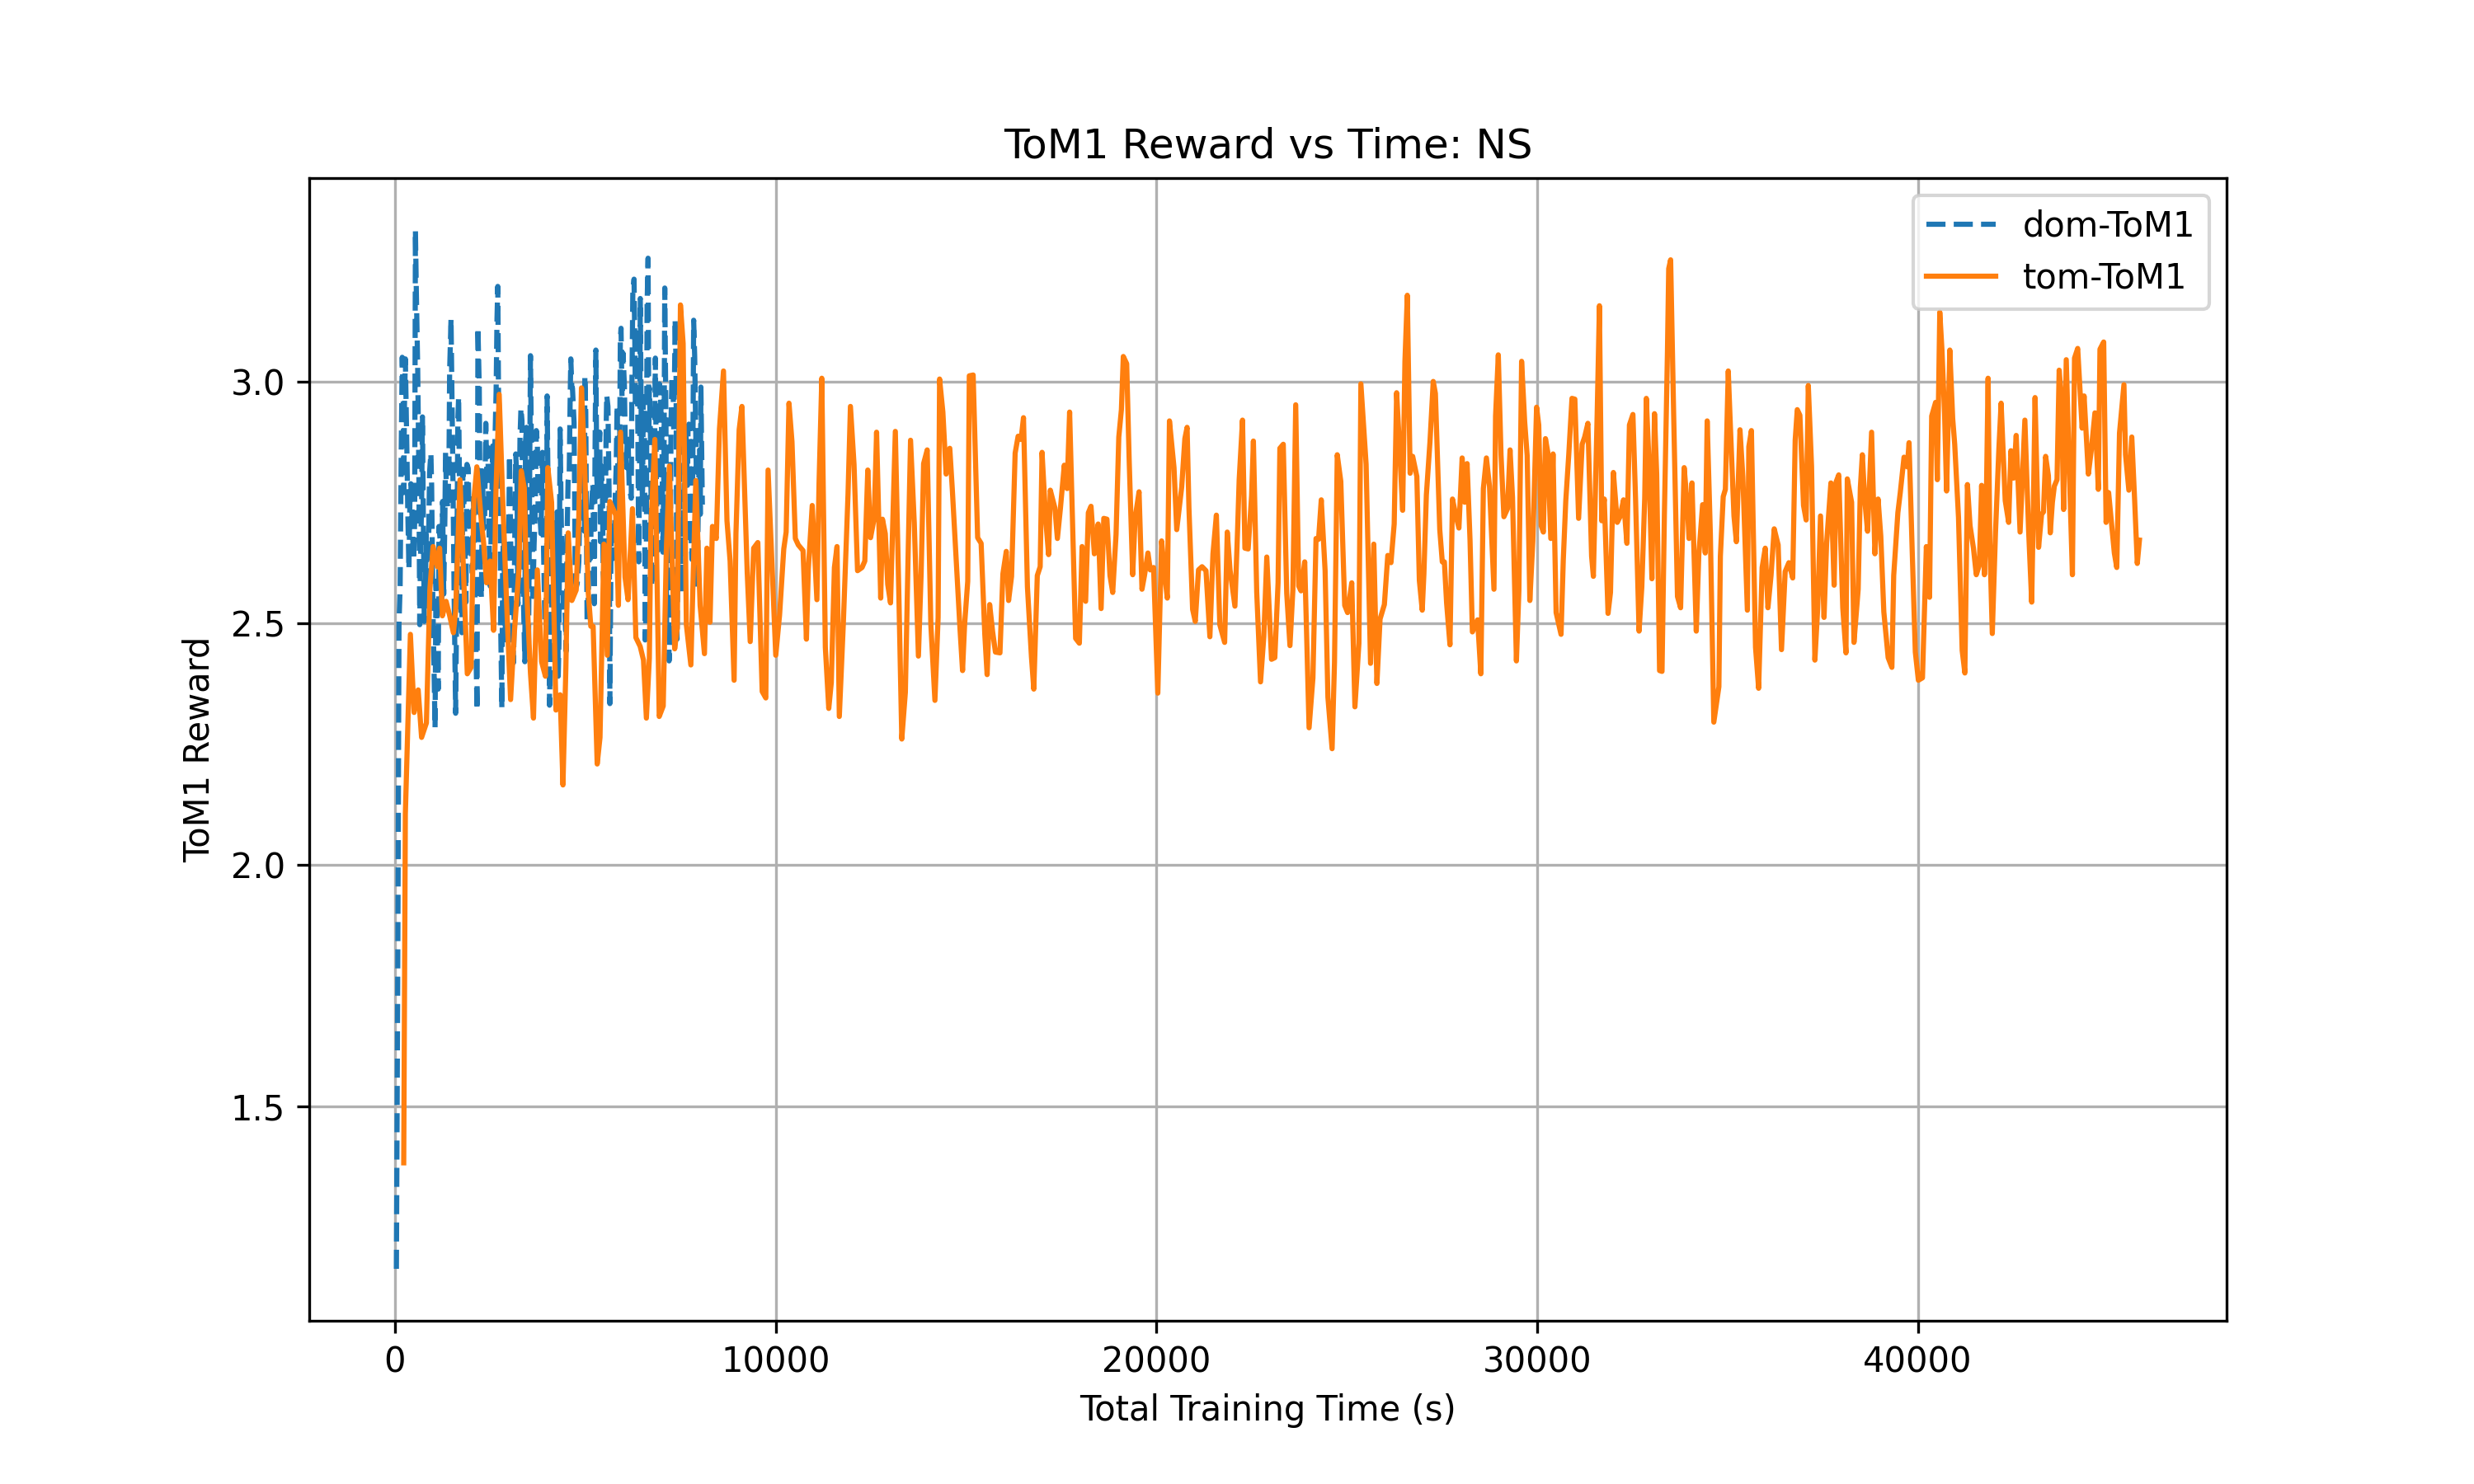 ToM1 Reward vs Time: NS
dom-ToM1
tom-ToM1
ToM1 Reward
3.0
2.5
2.0
1.5
0
10000
20000
30000
40000
Total Training Time (s)